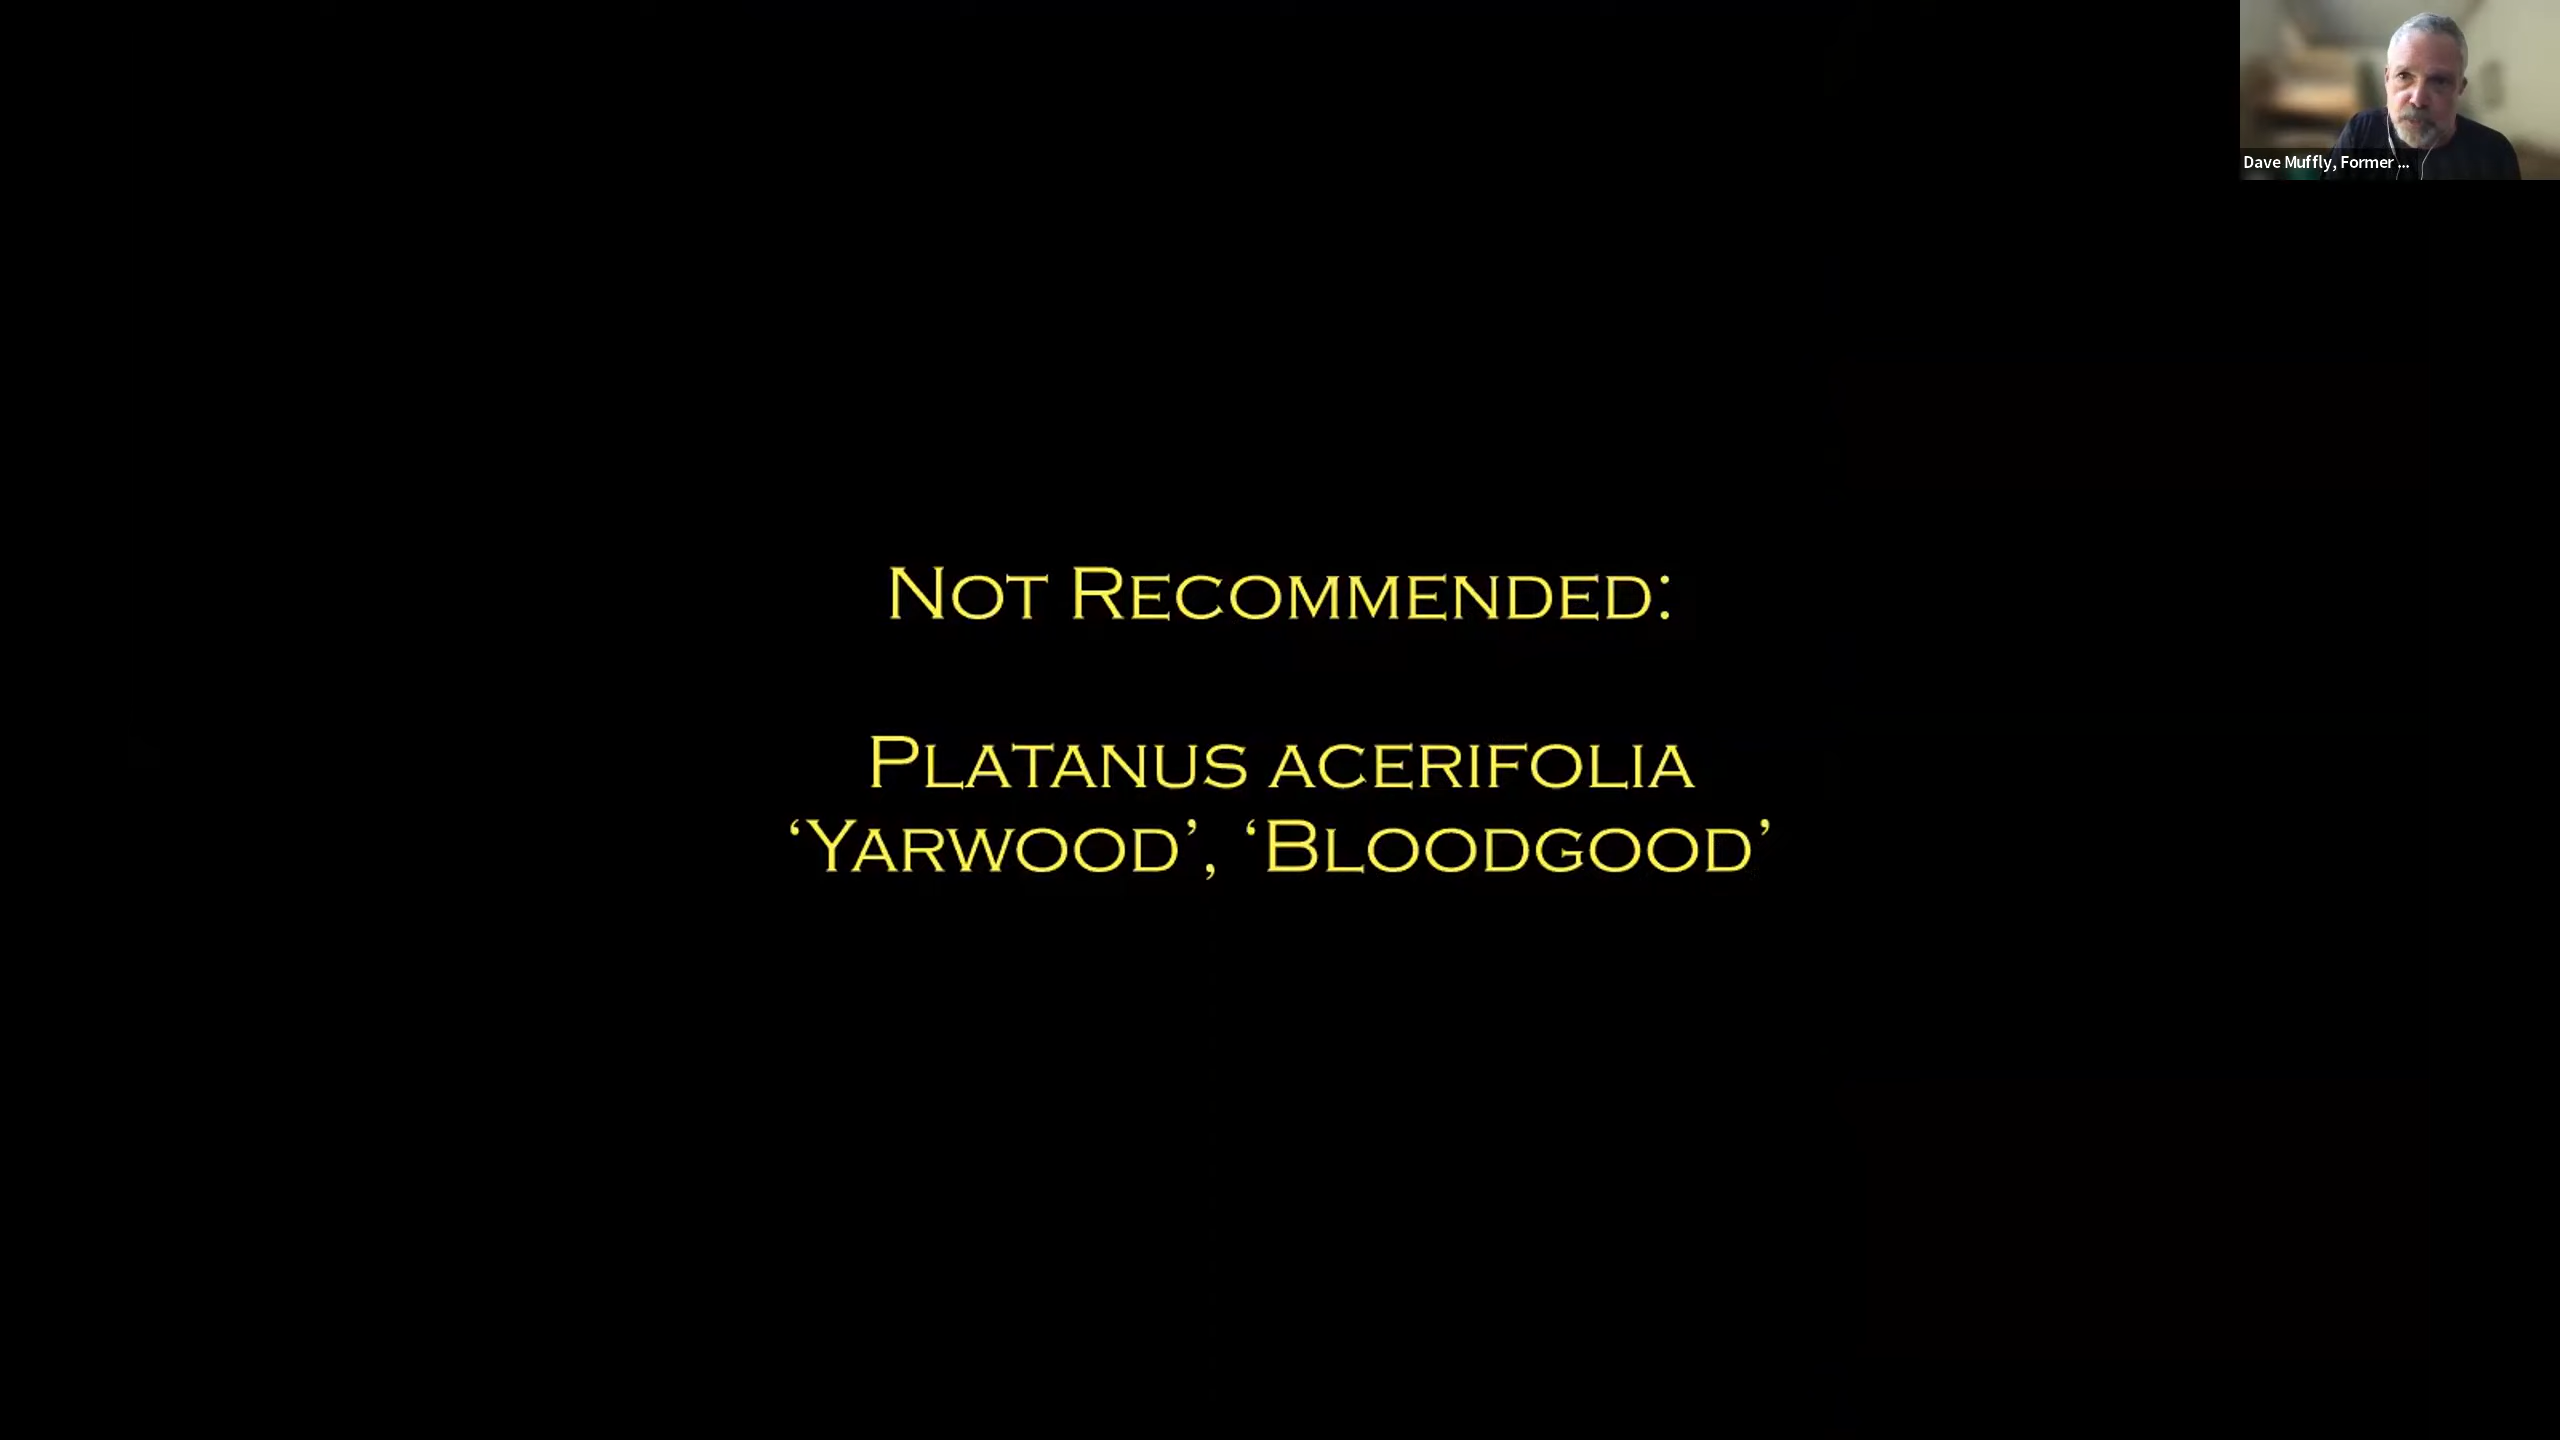 Dave Muffly, Former ...
Not Recommended:
Platanus acerifolia
‘Yarwood’, ‘Bloodgood’